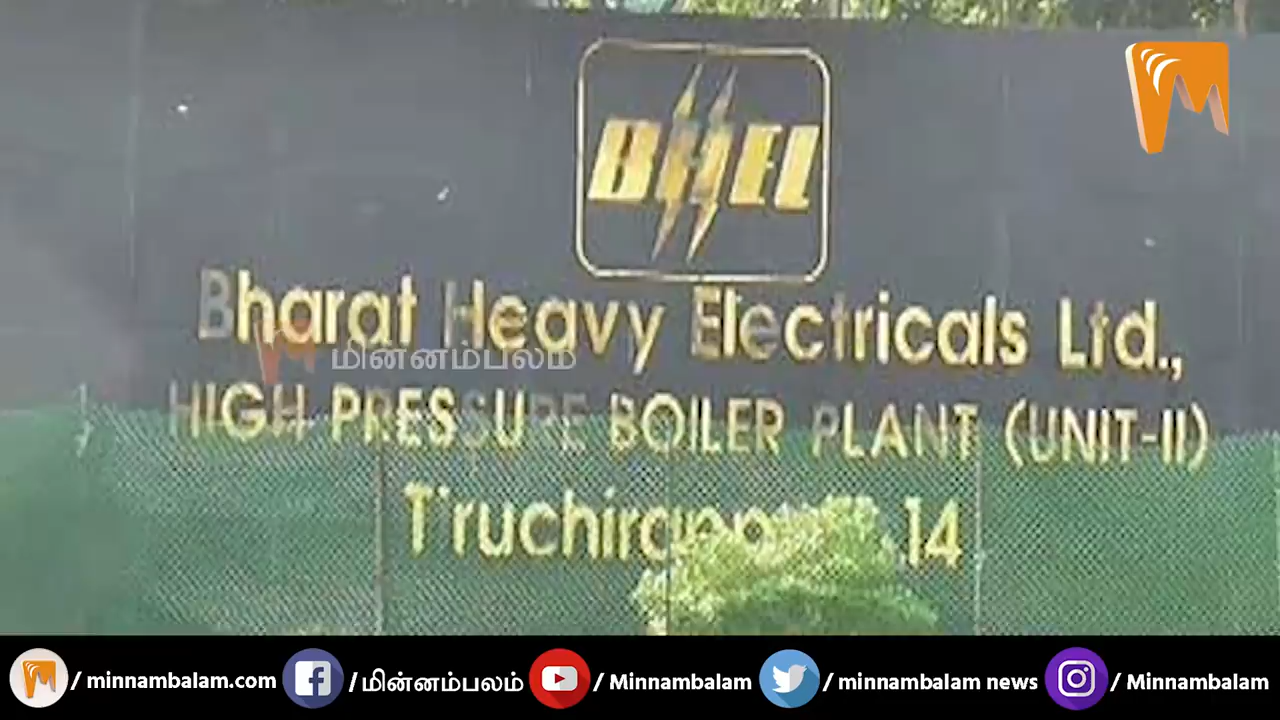 BHEL
Bharat Heavy Electricals Ltd.,
மின்னம்பலம்
HIGH PRESSURE BOILER PLANT (UNIT-II)
14
/ minnambalam.com / மின்னம்பலம் / Minnambalam / minnambalam news / Minnambalam